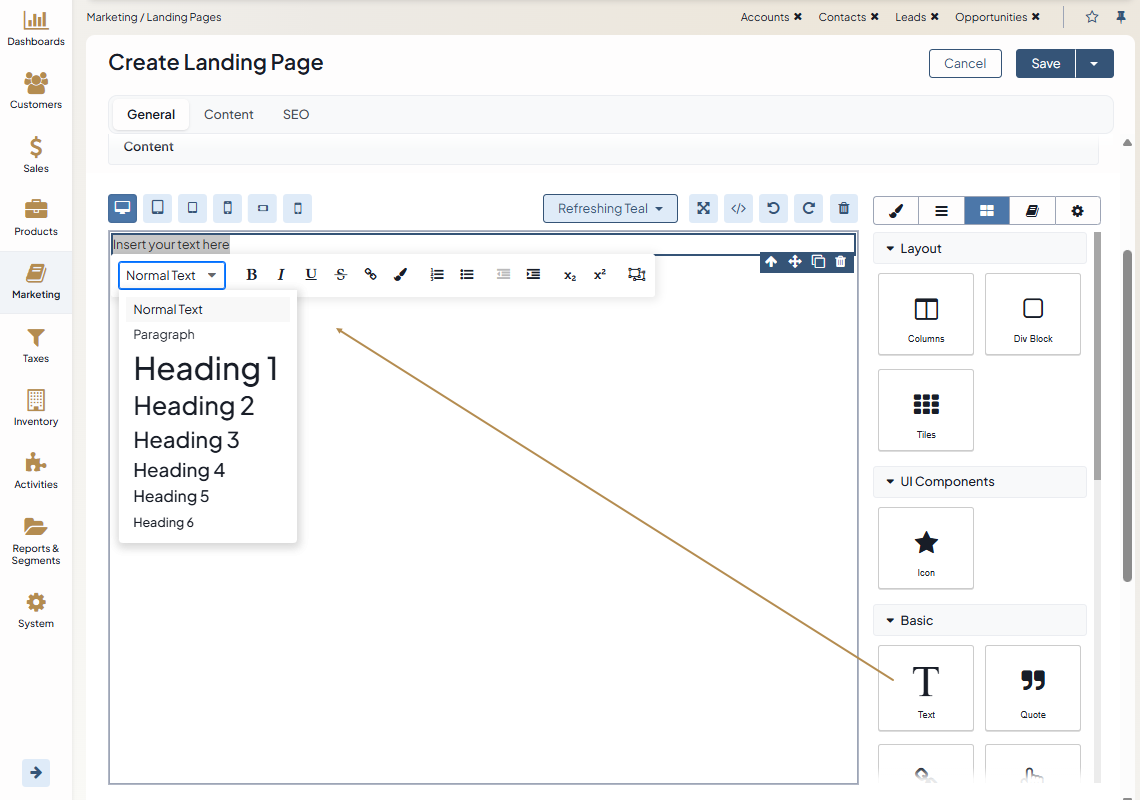 Dashboards
Customers
Sales
Products
Marketing
Taxes
Inventory
Activities
Reports &
Segments
System
Marketing / Landing Pages
Accounts ✖ Contacts ✖ Leads ✖ Opportunities ✖
Create Landing Page
Cancel
Save
General Content SEO
Content
Refreshing Teal
Insert your text here
Normal Text
B I U S x₂ x²
Normal Text
Paragraph
Heading 1
Heading 2
Heading 3
Heading 4
Heading 5
Heading 6
Layout
Columns
Div Block
Tiles
UI Components
Icon
Basic
T
Text
Quote